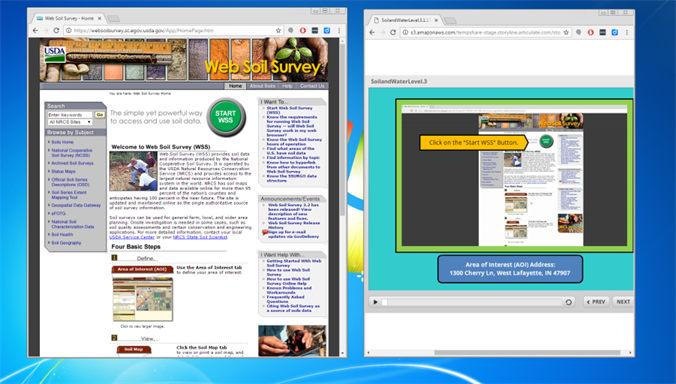 Web Soil Survey - Home
https://websoilsurvey.sc.egov.usda.gov/App/HomePage.htm
USDA
Web Soil Survey
Home About Soils Help Contact Us
You are here: Web Soil Survey Home
Search
Enter Keywords Go
All NRCS Sites
Browse by Subject
Soils Home
National Cooperative
Soil Survey (NCSS)
Archived Soil Surveys
Status Maps
Official Soil Series
Descriptions (OSD)
Soil Series Extent
Mapping Tool
Geospatial Data Gateway
eFOTG
National Soil
Characterization Data
Soil Health
Soil Geography
The simple yet powerful
way to access and use soil data.
START
WSS
Welcome to Web Soil Survey (WSS)
Web Soil Survey (WSS) provides soil data
and information produced by the National
Cooperative Soil Survey. It is operated by
the USDA Natural Resources Conservation
Service (NRCS) and provides access to the
largest natural resource information
system in the world. NRCS has soil maps
and data available online for more than 95
percent of the nation's counties and
anticipates having 100 percent in the near future. The site is
updated and maintained online as the single authoritative source
of soil survey information.
Soil surveys can be used for general farm, local, and wider area
planning. Onsite investigation is needed in some cases, such as
soil quality assessments and certain conservation and engineering
applications. For more detailed information, contact your local
USDA Service Center or your NRCS State Soil Scientist.
Four Basic Steps
1 Define...
Area of Interest (AOI)
Use the Area of Interest tab
to define your area of interest.
Click to view larger image.
2 View...
Soil Map
Click the Soil Map tab
to view or print a soil map, and
I Want To...
Start Web Soil Survey
(WSS)
Know the requirements
for running Web Soil
Survey — will Web Soil
Survey work in my web
browser?
Know the Web Soil Survey
hours of operation
Find what areas of the
U.S. have soil data
Find information by topic
Know how to hyperlink
from other documents to
Web Soil Survey
Know the SSURGO data
structure
Announcements/Events
Web Soil Survey 3.2 has
been released! View
description of new
features and fixes.
Web Soil Survey Release
History
Sign up for e-mail
updates via GovDelivery
I Want Help With...
Getting Started With Web
Soil Survey
How to use Web Soil
Survey
How to use Web Soil
Survey Online Help
Known Problems and
Workarounds
Frequently Asked
Questions
Citing Web Soil Survey as
a source of soils data
SoilandWaterLevel.3
Click on the "Start WSS" Button.
Area of Interest (AOI) Address:
1300 Cherry Ln, West Lafayette, IN 47907
PREV NEXT